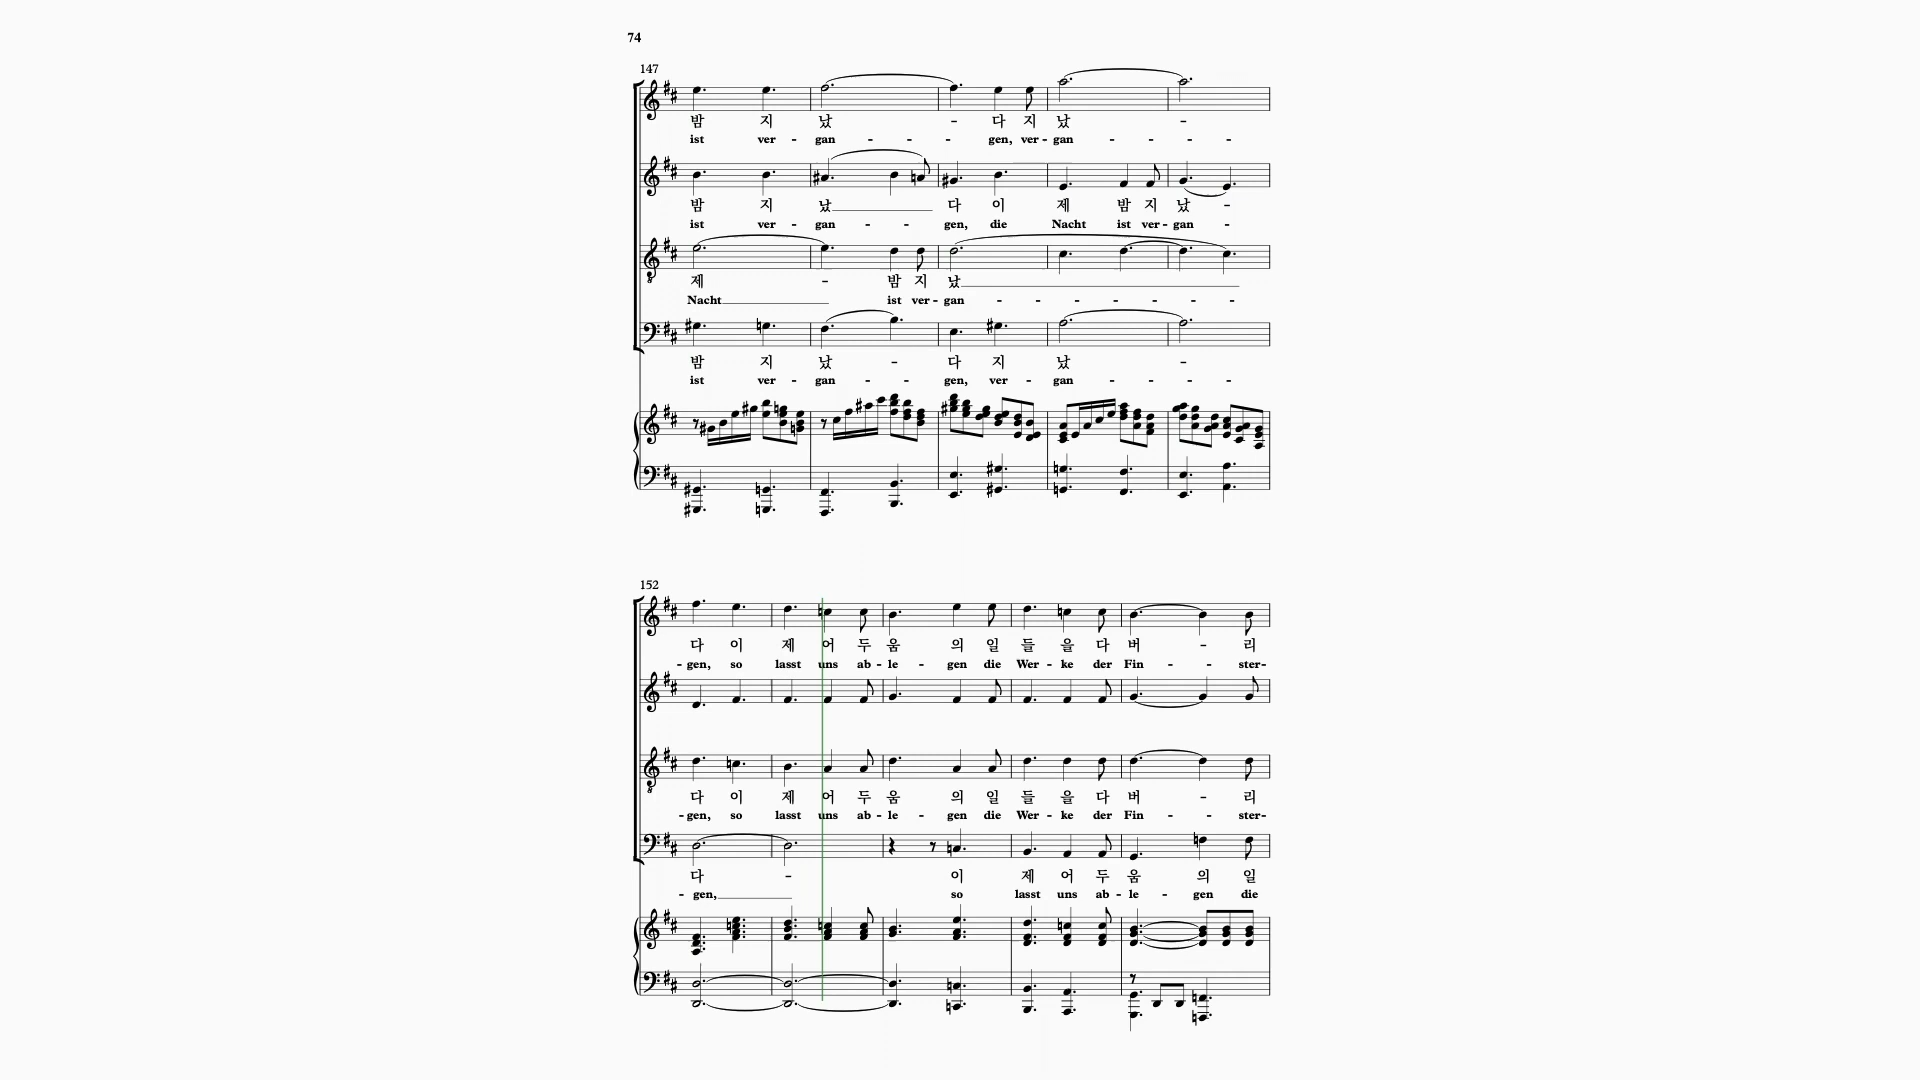 74
147
밤 지 났 - 다 지 났 -
ist ver - gan - - - gen, ver - gan - - - -
밤 지 났 다 이 제 밤 지 났 -
ist ver - gan - - gen, die Nacht ist ver - gan -
제 - 밤 지 났
Nacht ist ver - gan - - - - - - -
밤 지 났 - 다 지 났 -
ist ver - gan - - gen, ver - gan - - - -
152
다 이 제 어 두 움 의 일 들 을 다 버 - 리
- gen, so lasst uns ab - le - gen die Wer - ke der Fin - - ster-
다 이 제 어 두 움 의 일 들 을 다 버 - 리
- gen, so lasst uns ab - le - gen die Wer - ke der Fin - - ster-
다 - 이 제 어 두 움 의 일
- gen, so lasst uns ab - le - gen die